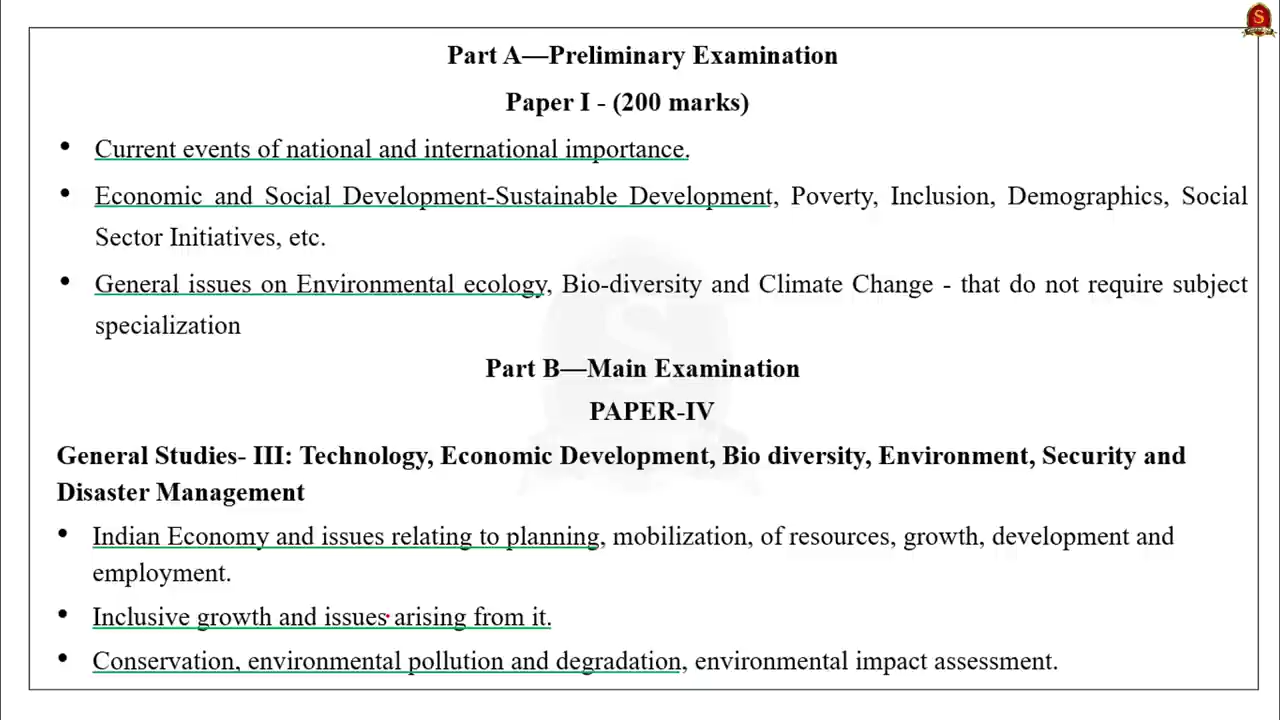 Part A—Preliminary Examination
Paper I - (200 marks)
• Current events of national and international importance.
• Economic and Social Development-Sustainable Development, Poverty, Inclusion, Demographics, Social
Sector Initiatives, etc.
• General issues on Environmental ecology, Bio-diversity and Climate Change - that do not require subject
specialization
Part B—Main Examination
PAPER-IV
General Studies- III: Technology, Economic Development, Bio diversity, Environment, Security and
Disaster Management
• Indian Economy and issues relating to planning, mobilization, of resources, growth, development and
employment.
• Inclusive growth and issues arising from it.
• Conservation, environmental pollution and degradation, environmental impact assessment.
S